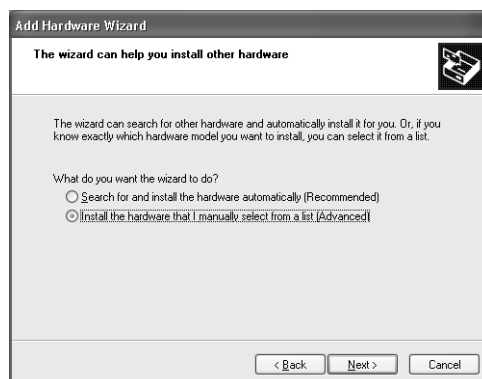 Add Hardware Wizard
The wizard can help you install other hardware
The wizard can search for other hardware and automatically install it for you. Or, if you
know exactly which hardware model you want to install, you can select it from a list.
What do you want the wizard to do?
Search for and install the hardware automatically (Recommended)
Install the hardware that I manually select from a list (Advanced)
< Back Next > Cancel